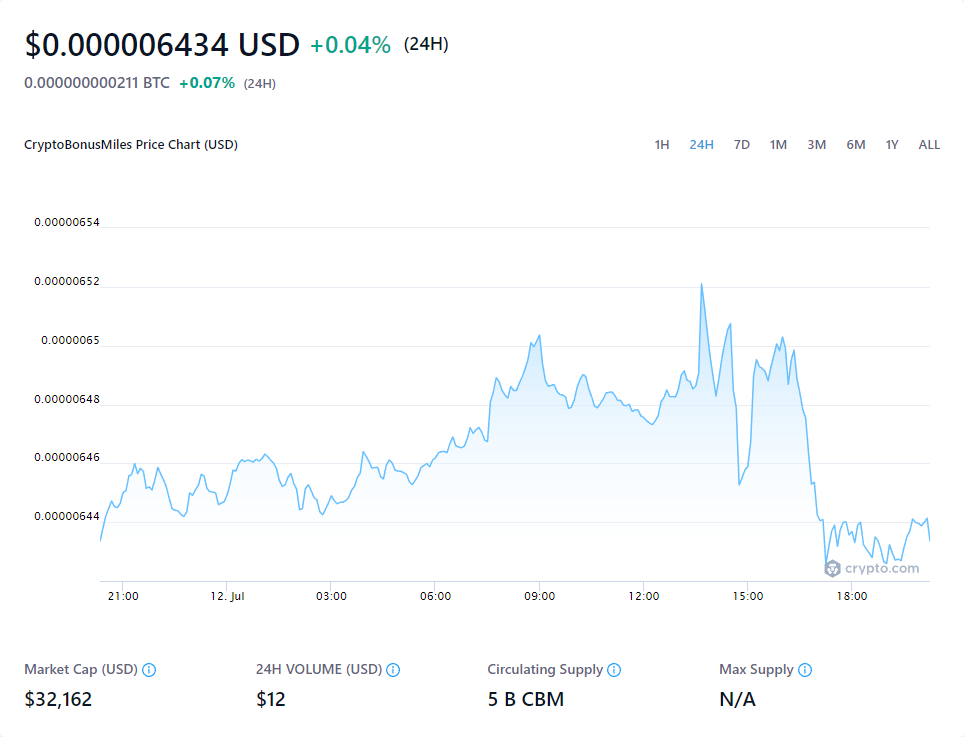 $0.000006434 USD +0.04% (24H)
0.000000000211 BTC +0.07% (24H)
CryptoBonusMiles Price Chart (USD) 1H 24H 7D 1M 3M 6M 1Y ALL
0.00000654
0.00000652
0.0000065
0.00000648
0.00000646
0.00000644
crypto.com
21:00 12. Jul 03:00 06:00 09:00 12:00 15:00 18:00
Market Cap (USD) 24H VOLUME (USD) Circulating Supply Max Supply
$32,162 $12 5 B CBM N/A